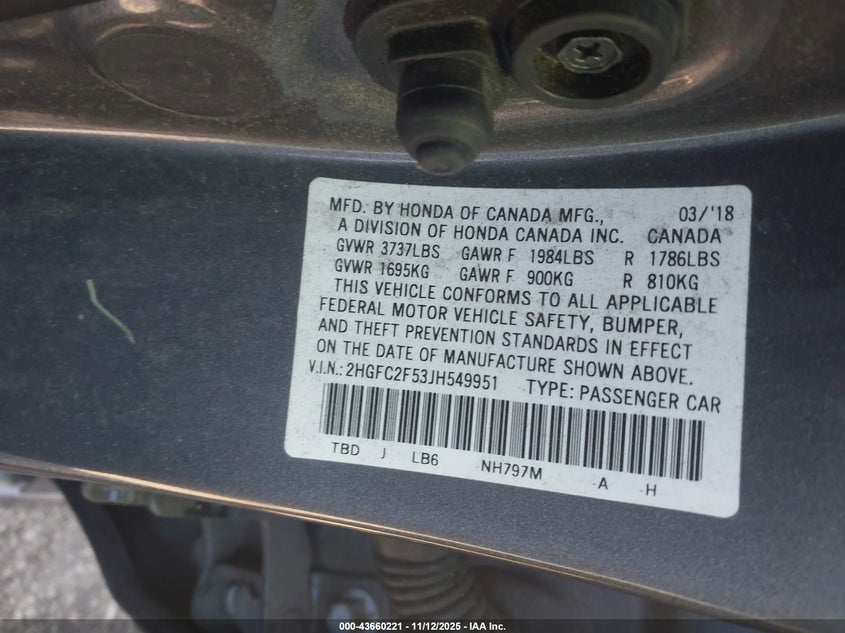 MFD. BY HONDA OF CANADA MFG., 03/'18
A DIVISION OF HONDA CANADA INC. CANADA
GVWR 3737LBS GAWR F 1984LBS R 1786LBS
GVWR 1695KG GAWR F 900KG R 810KG
THIS VEHICLE CONFORMS TO ALL APPLICABLE
FEDERAL MOTOR VEHICLE SAFETY, BUMPER,
AND THEFT PREVENTION STANDARDS IN EFFECT
ON THE DATE OF MANUFACTURE SHOWN ABOVE.
V.I.N.: 2HGFC2F53JH549951 TYPE: PASSENGER CAR
TBD J LB6 NH797M A H
000-43660221 - 11/12/2025 - IAA Inc.